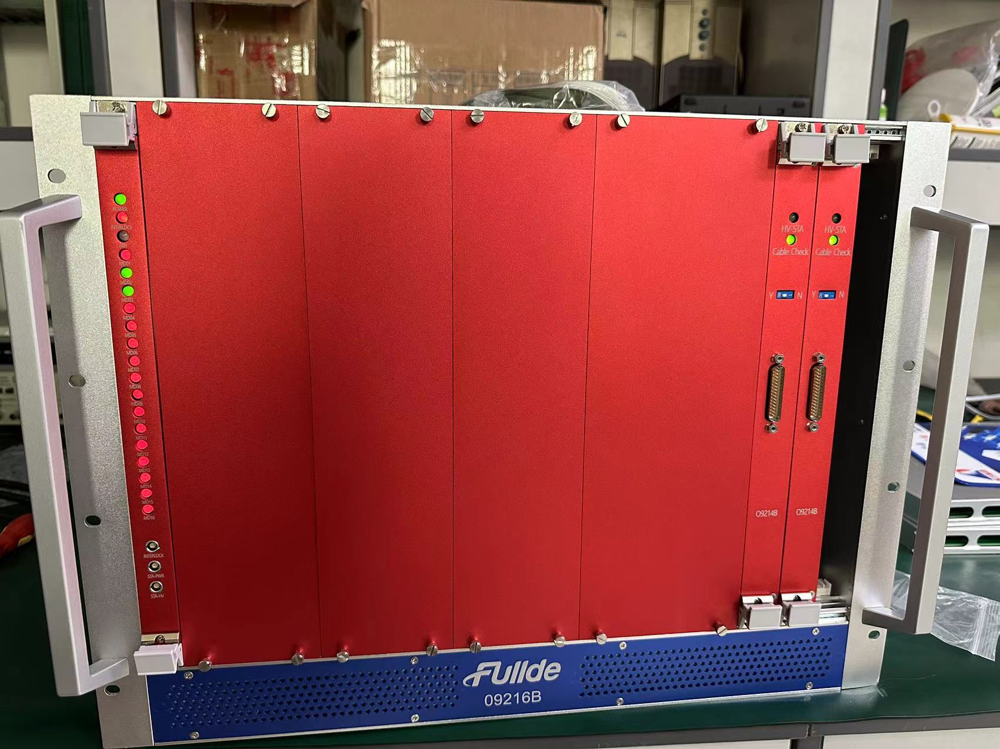 POWER
INTERLOCK
MD01
MD02
MD03
MD04
MD05
MD06
MD07
MD08
MD09
MD10
MD11
MD12
MD13
MD14
MD15
MD16
INTERLOCK
STA-PWR
STA-HV
HV-STA
Cable Check
Y N
O9214B
HV-STA
Cable Check
Y N
O9214B
Fullde
09216B